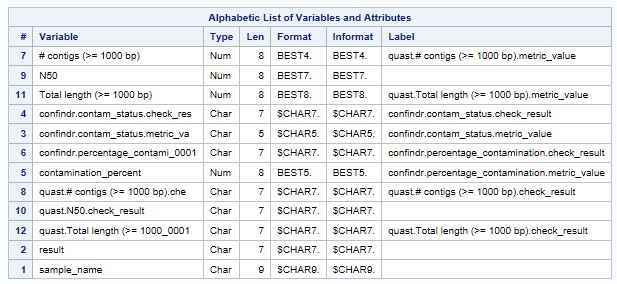 Alphabetic List of Variables and Attributes
# Variable Type Len Format Informat Label
7 # contigs (>= 1000 bp) Num 8 BEST4. BEST4. quast.# contigs (>= 1000 bp).metric_value
9 N50 Num 8 BEST7. BEST7.
11 Total length (>= 1000 bp) Num 8 BEST8. BEST8. quast.Total length (>= 1000 bp).metric_value
4 confindr.contam_status.check_res Char 7 $CHAR7. $CHAR7. confindr.contam_status.check_result
3 confindr.contam_status.metric_va Char 5 $CHAR5. $CHAR5. confindr.contam_status.metric_value
6 confindr.percentage_contami_0001 Char 7 $CHAR7. $CHAR7. confindr.percentage_contamination.check_result
5 contamination_percent Num 8 BEST5. BEST5. confindr.percentage_contamination.metric_value
8 quast.# contigs (>= 1000 bp).che Char 7 $CHAR7. $CHAR7. quast.# contigs (>= 1000 bp).check_result
10 quast.N50.check_result Char 7 $CHAR7. $CHAR7.
12 quast.Total length (>= 1000_0001 Char 7 $CHAR7. $CHAR7. quast.Total length (>= 1000 bp).check_result
2 result Char 7 $CHAR7. $CHAR7.
1 sample_name Char 9 $CHAR9. $CHAR9.